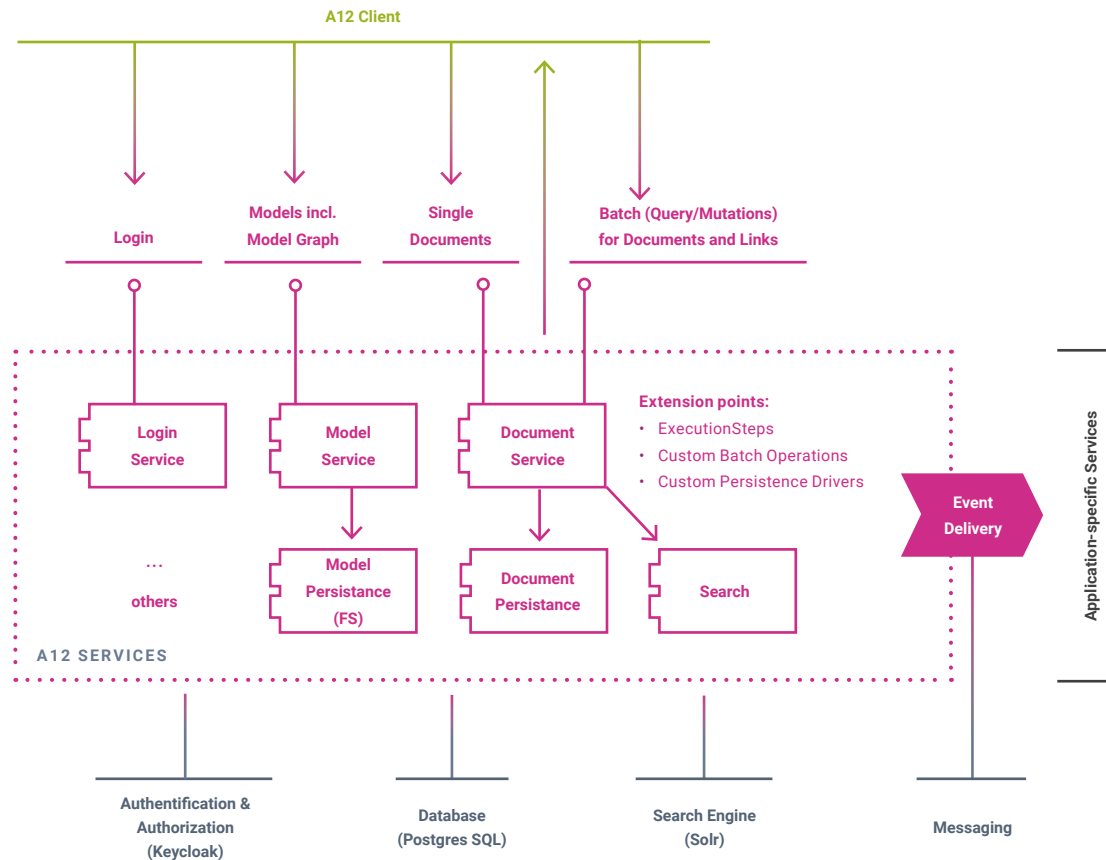 A12 Client
Login
Models incl.
Model Graph
Single
Documents
Batch (Query/Mutations)
for Documents and Links
Login
Service
Model
Service
Document
Service
Extension points:
• ExecutionSteps
• Custom Batch Operations
• Custom Persistence Drivers
Event
Delivery
Application-specific Services
...
others
Model
Persistance
(FS)
Document
Persistance
Search
A12 SERVICES
Authentification &
Authorization
(Keycloak)
Database
(Postgres SQL)
Search Engine
(Solr)
Messaging